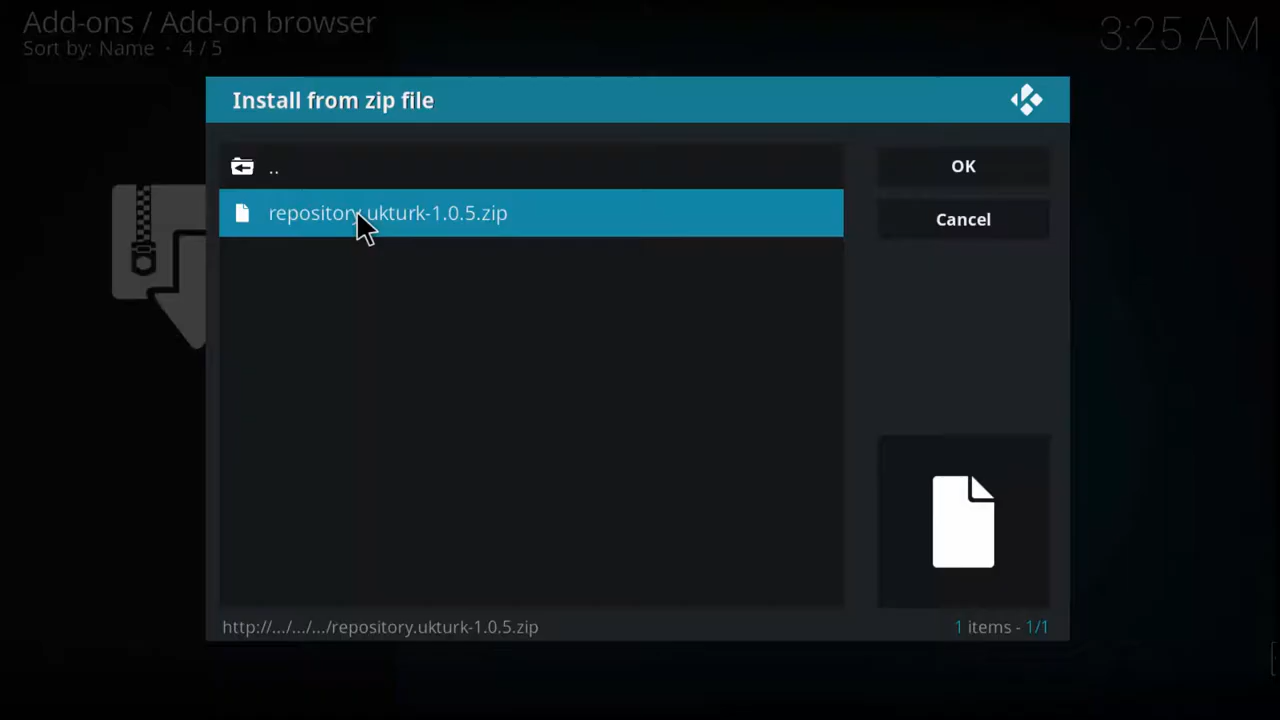 Add-ons / Add-on browser
Sort by: Name · 4 / 5
3:25 AM
Install from zip file
..
OK
repository.ukturk-1.0.5.zip
Cancel
http://.../.../.../repository.ukturk-1.0.5.zip
1 items - 1/1